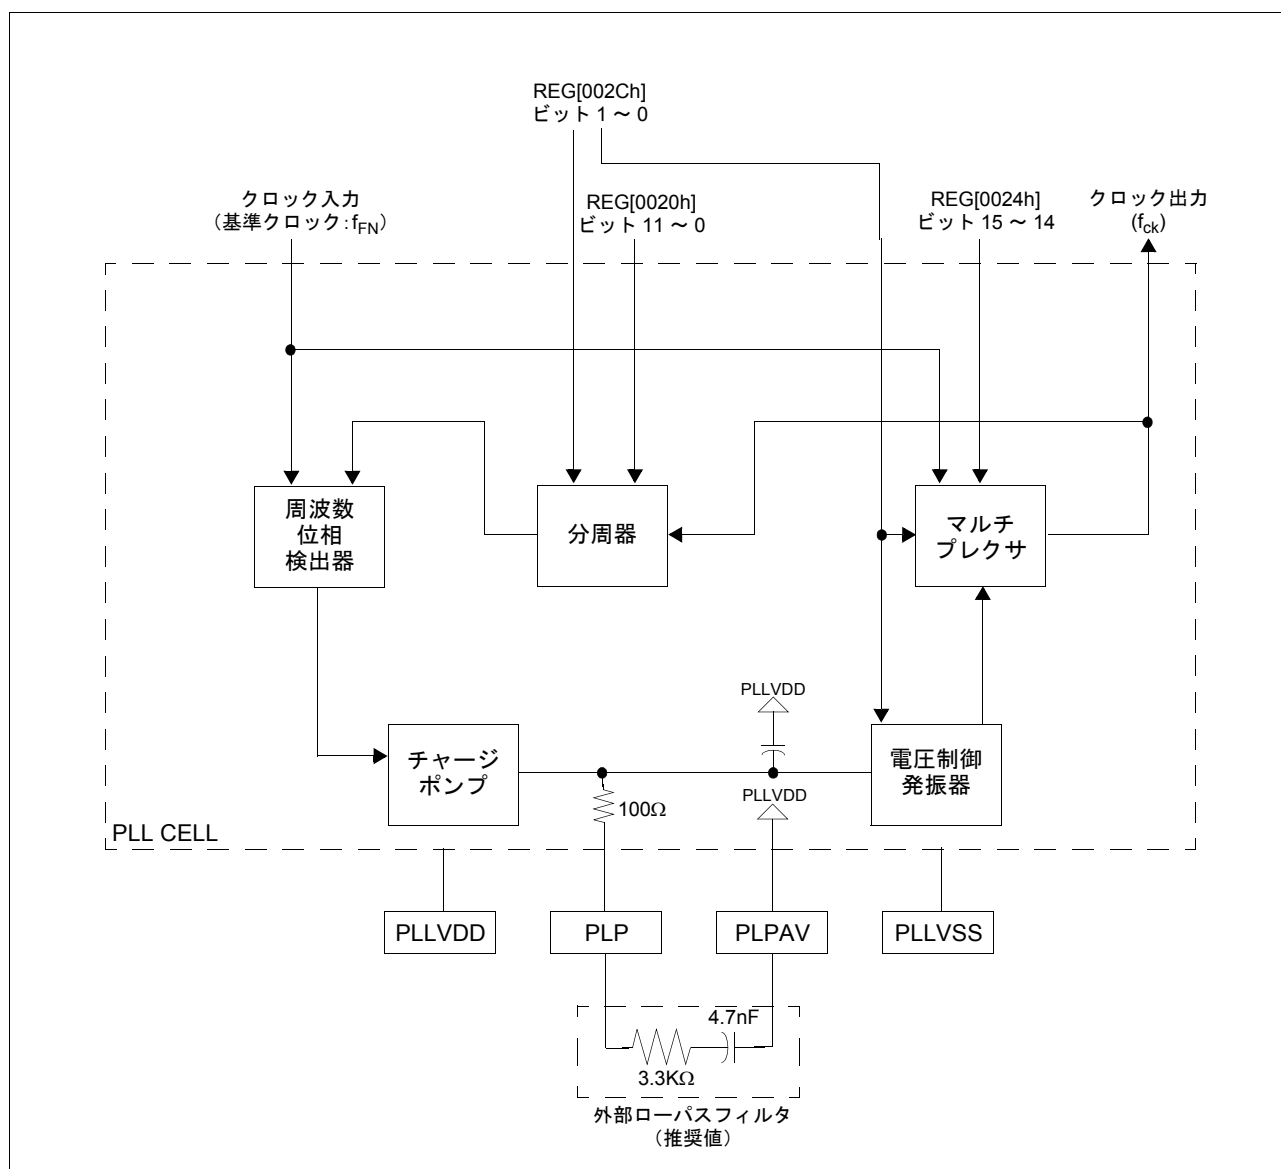 REG[002Ch]
ビット 1 ～ 0
クロック入力
（基準クロック：fFN）
REG[0020h]
ビット 11 ～ 0
REG[0024h]
ビット 15 ～ 14
クロック出力
(fck)
周波数
位相
検出器
分周器
マルチ
プレクサ
PLLVDD
チャージ
ポンプ
電圧制御
発振器
PLLVDD
100Ω
PLL CELL
PLLVDD
PLP
PLPAV
PLLVSS
4.7nF
3.3KΩ
外部ローパスフィルタ
（推奨値）